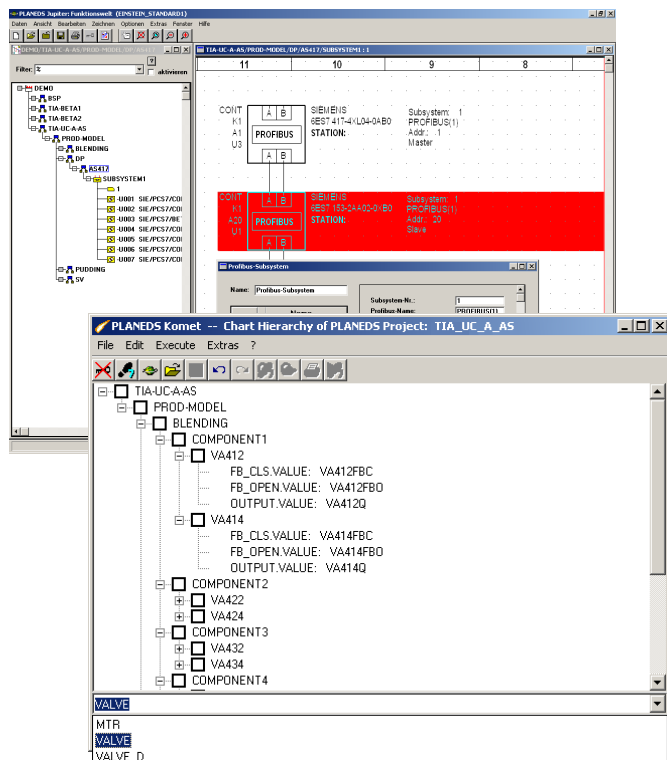 PLANEDS Jupiter: Funktionswelt (EINSTEIN_STANDARD1)
Daten Ansicht Bearbeiten Zeichnen Optionen Extras Fenster Hilfe
DEMO/TIA-UC-A-AS/PROD-MODEL/DP/AS417
Filter: %
?
aktivieren
DEMO
BSP
TIA-BETA1
TIA-BETA2
TIA-UC-A-AS
PROD-MODEL
BLENDING
DP
AS417
SUBSYSTEM1
1
-U001 SIE/PCS7/COI
-U002 SIE/PCS7/COI
-U003 SIE/PCS7/BE
-U004 SIE/PCS7/COI
-U005 SIE/PCS7/COI
-U006 SIE/PCS7/COI
-U007 SIE/PCS7/COI
PUDDING
SV
TIA-UC-A-AS/PROD-MODEL/DP/AS417/SUBSYSTEM1 : 1
11 10 9 8
CONT A B SIEMENS Subsystem: 1
K1 6ES7 417-4XL04-0AB0 PROFIBUS(1)
A1 PROFIBUS STATION: Addr.: 1
U3 Master
A B
CONT A B SIEMENS Subsystem: 1
K1 6ES7 153-2AA02-0XB0 PROFIBUS(1)
A20 PROFIBUS STATION: Addr.: 20
U1 Slave
A B
Profibus-Subsystem
Name: Profibus-Subsystem
Subsystem-Nr.: 1
Name
Profibus-Name: PROFIBUS(1)
PLANEDS Komet -- Chart Hierarchy of PLANEDS Project: TIA_UC_A_AS
File Edit Execute Extras ?
TIA-UC-A-AS
PROD-MODEL
BLENDING
COMPONENT1
VA412
FB_CLS.VALUE: VA412FBC
FB_OPEN.VALUE: VA412FBO
OUTPUT.VALUE: VA412Q
VA414
FB_CLS.VALUE: VA414FBC
FB_OPEN.VALUE: VA414FBO
OUTPUT.VALUE: VA414Q
COMPONENT2
VA422
VA424
COMPONENT3
VA432
VA434
COMPONENT4
VALVE
MTR
VALVE
VALVE_D